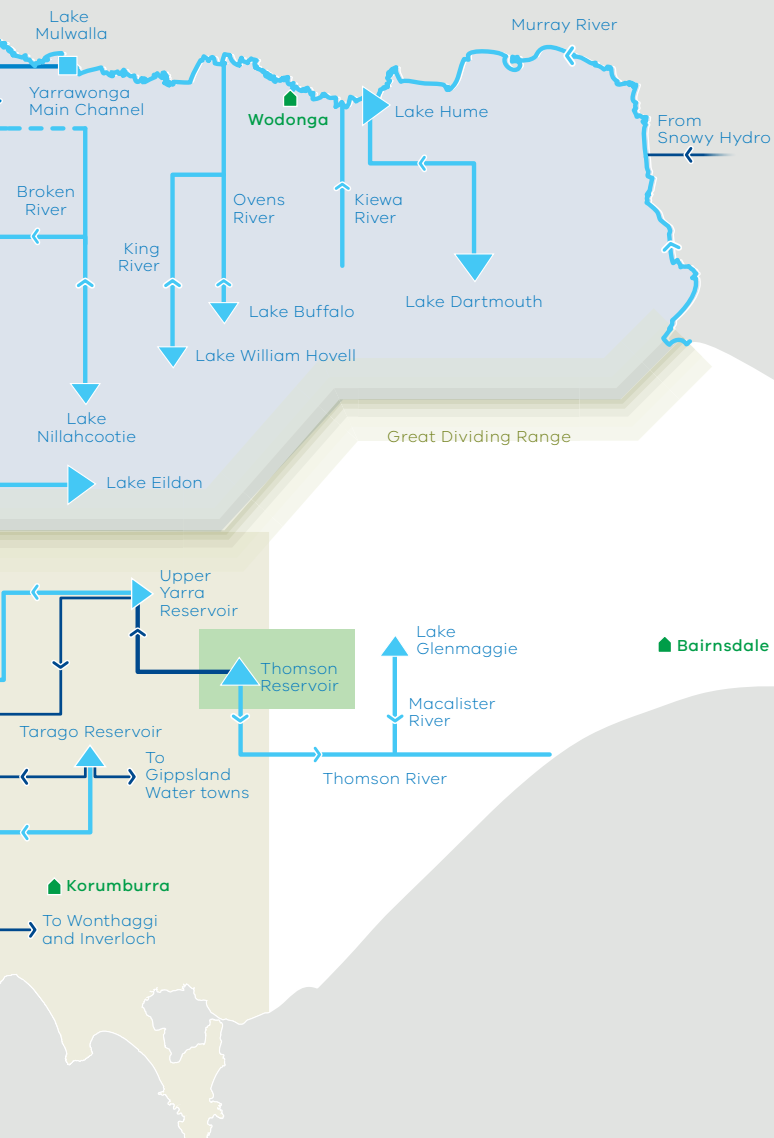 Lake
Mulwalla
Murray River
Yarrawonga
Main Channel
Wodonga
Lake Hume
From
Snowy Hydro
Broken
River
Ovens
River
Kiewa
River
King
River
Lake Buffalo
Lake Dartmouth
Lake William Hovell
Lake
Nillahcootie
Great Dividing Range
Lake Eildon
Upper
Yarra
Reservoir
Lake
Glenmaggie
Bairnsdale
Thomson
Reservoir
Macalister
River
Tarago Reservoir
To
Gippsland
Water towns
Thomson River
Korumburra
To Wonthaggi
and Inverloch